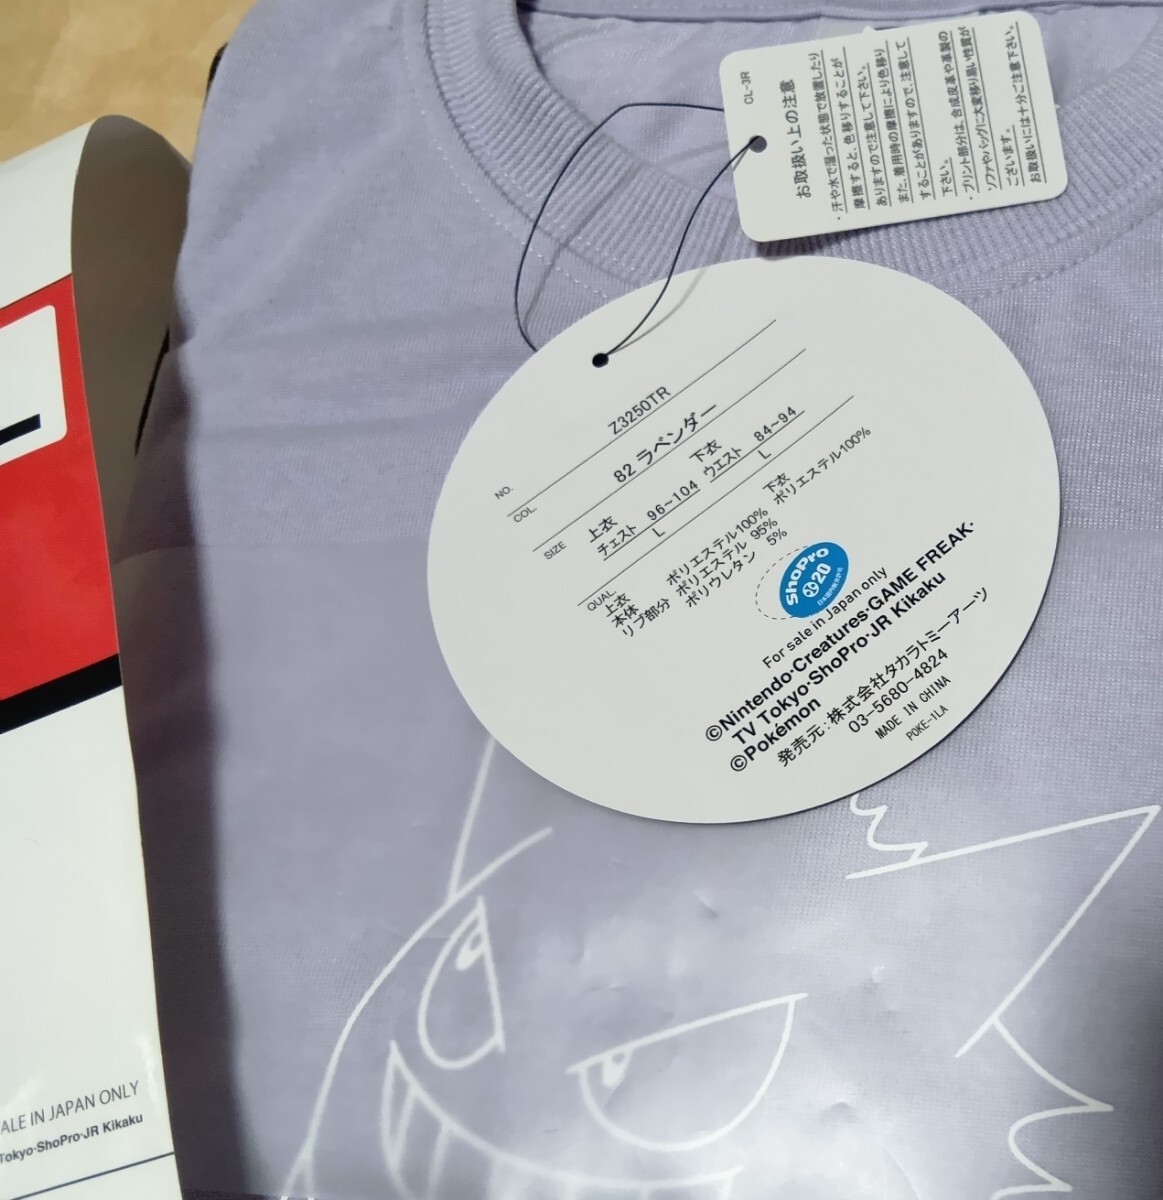 CL-3R
お取扱い上の注意
・汗や水で湿った状態で放置したり
摩擦すると、色移りすることが
ありますので注意して下さい。
また、着用時の摩擦により色移り
することがありますので、注意して
下さい。
・プリント部分は、合成皮革や革製の
ソファやバッグに大変移り易い性質が
ございます。
お取扱いには十分ご注意下さい。
NO. Z3250TR
COL. 82 ラベンダー
SIZE 上衣 下衣
チェスト 96~104 ウエスト 84~94
L L
QUAL.
上衣 下衣
本体 ポリエステル100% ポリエステル100%
リブ部分 ポリエステル 95%
ポリウレタン 5%
ShoPro
20
For sale in Japan only
©Nintendo·Creatures·GAME FREAK·
TV Tokyo·ShoPro·JR Kikaku
©Pokémon
発売元:株式会社タカラトミーアーツ
03-5680-4824
MADE IN CHINA
POKE-1LA
ALE IN JAPAN ONLY
Tokyo·ShoPro·JR Kikaku